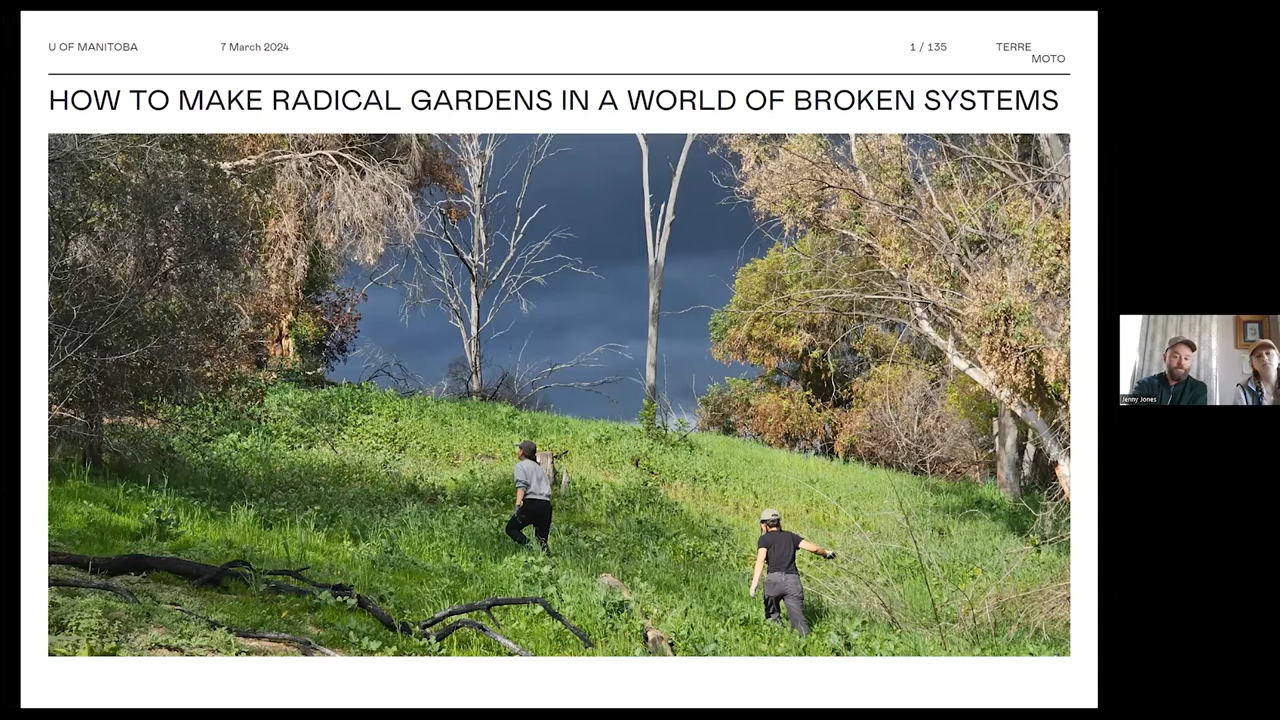 U OF MANITOBA
7 March 2024
1 / 135
TERRE
MOTO
HOW TO MAKE RADICAL GARDENS IN A WORLD OF BROKEN SYSTEMS
Jenny Jones